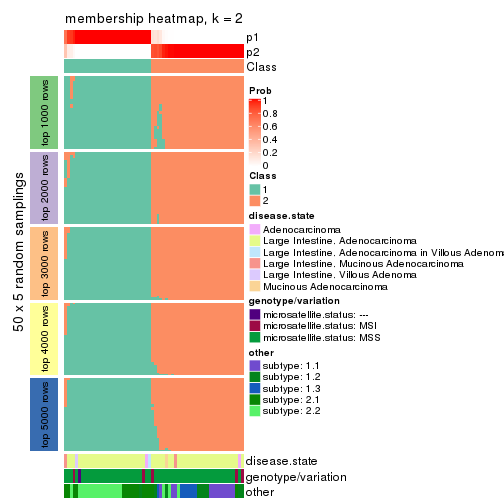 membership heatmap, k = 2
p1
p2
Class
50 x 5 random samplings
top 1000 rows
top 2000 rows
top 3000 rows
top 4000 rows
top 5000 rows
Prob
1
0.8
0.6
0.4
0.2
0
Class
1
2
disease.state
Adenocarcinoma
Large Intestine. Adenocarcinoma
Large Intestine. Adenocarcinoma in Villous Adenom
Large Intestine. Mucinous Adenocarcinoma
Large Intestine. Villous Adenoma
Mucinous Adenocarcinoma
genotype/variation
microsatellite.status: ---
microsatellite.status: MSI
microsatellite.status: MSS
other
subtype: 1.1
subtype: 1.2
subtype: 1.3
subtype: 2.1
subtype: 2.2
disease.state
genotype/variation
other